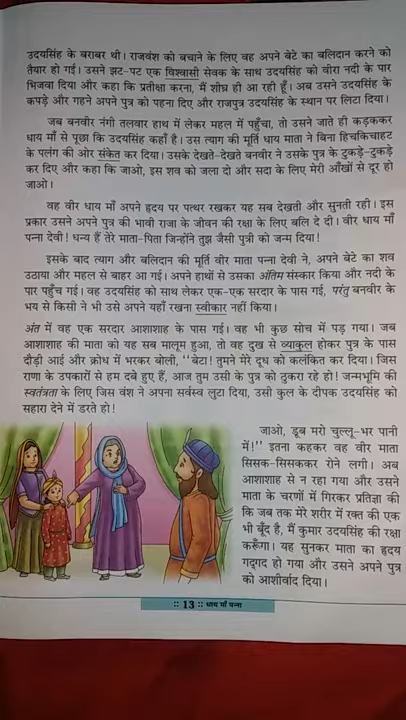 उदयसिंह के बराबर थी। राजवंश को बचाने के लिए वह अपने बेटे का बलिदान करने को
तैयार हो गई। उसने झट-पट एक विश्वासी सेवक के साथ उदयसिंह को वीरा नदी के पार
भिजवा दिया और कहा कि प्रतीक्षा करना, मैं शीघ्र ही आ रही हूँ। अब उसने उदयसिंह के
कपड़े और गहने अपने पुत्र को पहना दिए और राजपुत्र उदयसिंह के स्थान पर लिटा दिया।
जब बनवीर नंगी तलवार हाथ में लेकर महल में पहुँचा, तो उसने जाते ही कड़ककर
धाय माँ से पूछा कि उदयसिंह कहाँ है। उस त्याग की मूर्ति धाय माता ने बिना हिचकिचाहट
के पलंग की ओर संकेत कर दिया। उसके देखते-देखते बनवीर ने उसके पुत्र के टुकड़े-टुकड़े
कर दिए और कहा कि जाओ, इस शव को जला दो और सदा के लिए मेरी आँखों से दूर हो
जाओ।
वह वीर धाय माँ अपने हृदय पर पत्थर रखकर यह सब देखती और सुनती रही। इस
प्रकार उसने अपने पुत्र की भावी राजा के जीवन की रक्षा के लिए बलि दे दी। वीर धाय माँ
पन्ना देवी! धन्य हैं तेरे माता-पिता जिन्होंने तुझ जैसी पुत्री को जन्म दिया!
इसके बाद त्याग और बलिदान की मूर्ति वीर माता पन्ना देवी ने, अपने बेटे का शव
उठाया और महल से बाहर आ गई। अपने हाथों से उसका अंतिम संस्कार किया और नदी के
पार पहुँच गई। वह उदयसिंह को साथ लेकर एक-एक सरदार के पास गई, परंतु बनवीर के
भय से किसी ने भी उसे अपने यहाँ रखना स्वीकार नहीं किया।
अंत में वह एक सरदार आशाशाह के पास गई। वह भी कुछ सोच में पड़ गया। जब
आशाशाह की माता को यह सब मालूम हुआ, तो वह दुख से व्याकुल होकर पुत्र के पास
दौड़ी आई और क्रोध में भरकर बोली, ''बेटा! तुमने मेरे दूध को कलंकित कर दिया। जिस
राणा के उपकारों से हम दबे हुए हैं, आज तुम उसी के पुत्र को ठुकरा रहे हो! जन्मभूमि की
स्वतंत्रता के लिए जिस वंश ने अपना सर्वस्व लुटा दिया, उसी कुल के दीपक उदयसिंह को
सहारा देने में डरते हो!
जाओ, डूब मरो चुल्लू-भर पानी
में!'' इतना कहकर वह वीर माता
सिसक-सिसककर रोने लगी। अब
आशाशाह से न रहा गया और उसने
माता के चरणों में गिरकर प्रतिज्ञा की
कि जब तक मेरे शरीर में रक्त की एक
भी बूँद है, मैं कुमार उदयसिंह की रक्षा
करूँगा। यह सुनकर माता का हृदय
गद्‌गद हो गया और उसने अपने पुत्र
को आशीर्वाद दिया।
:: 13 :: धाय माँ पन्ना